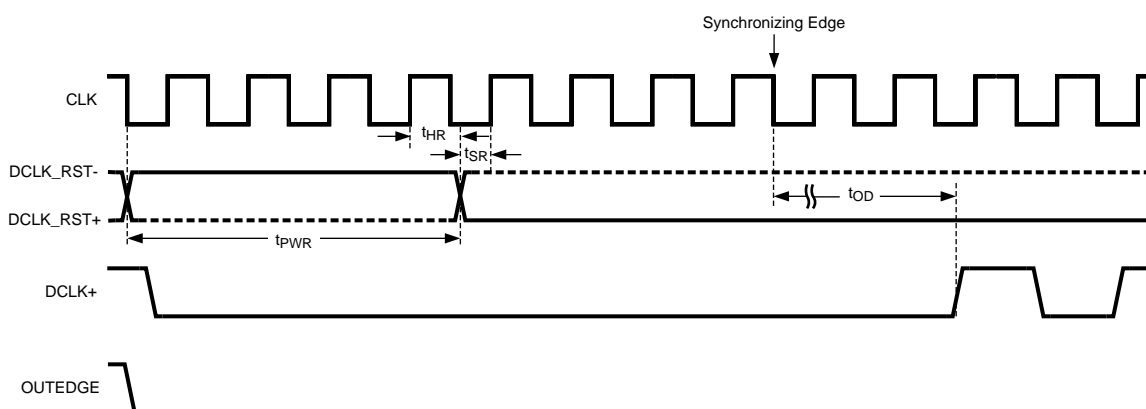 Synchronizing Edge
CLK
tHR
tSR
DCLK_RST-
tOD
DCLK_RST+
tPWR
DCLK+
OUTEDGE